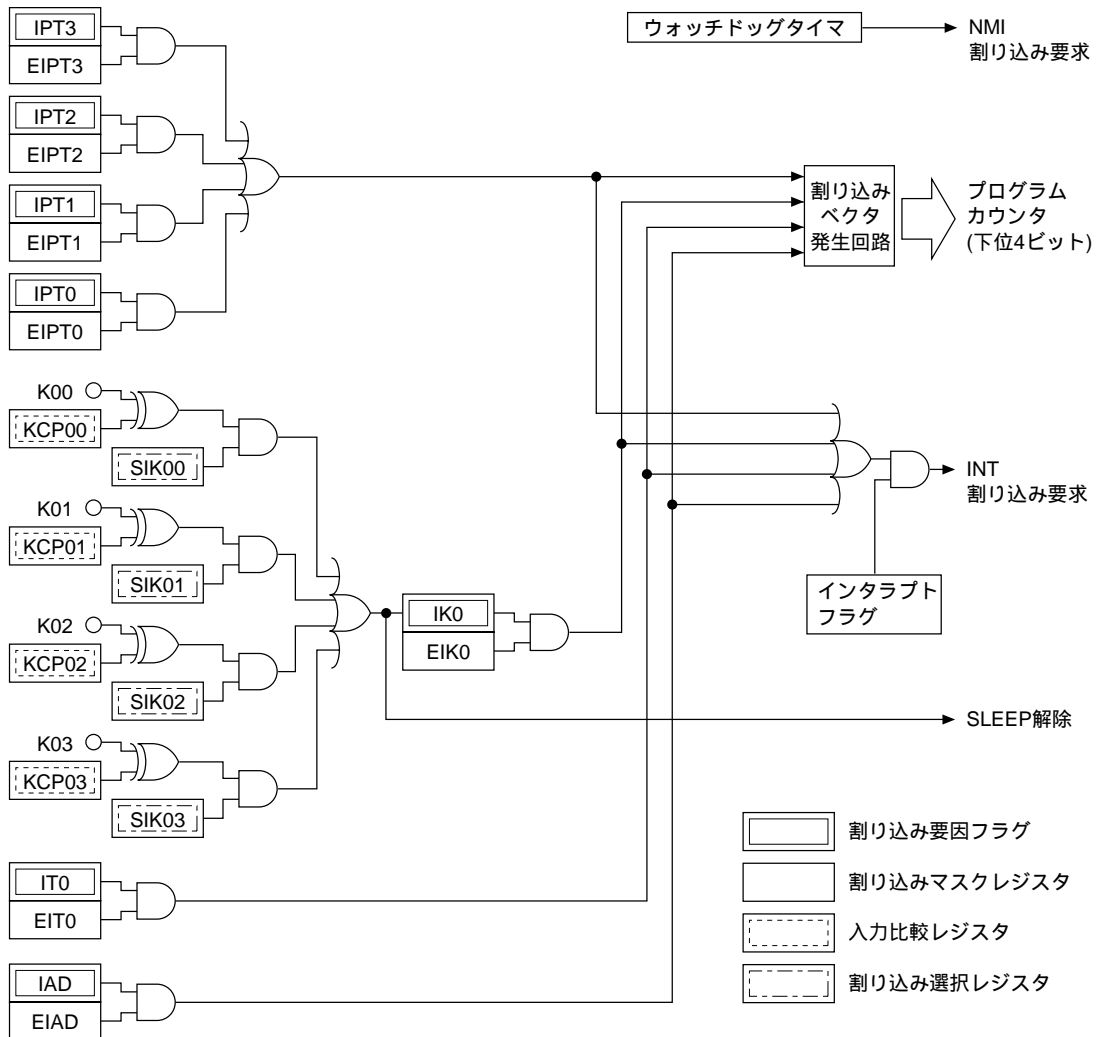 IPT3
EIPT3
IPT2
EIPT2
IPT1
EIPT1
IPT0
EIPT0
K00
KCP00
SIK00
K01
KCP01
SIK01
K02
KCP02
SIK02
K03
KCP03
SIK03
IT0
EIT0
IAD
EIAD
IK0
EIK0
ウォッチドッグタイマ
NMI
割り込み要求
割り込み
ベクタ
発生回路
プログラム
カウンタ
(下位4ビット)
INT
割り込み要求
インタラプト
フラグ
SLEEP解除
割り込み要因フラグ
割り込みマスクレジスタ
入力比較レジスタ
割り込み選択レジスタ